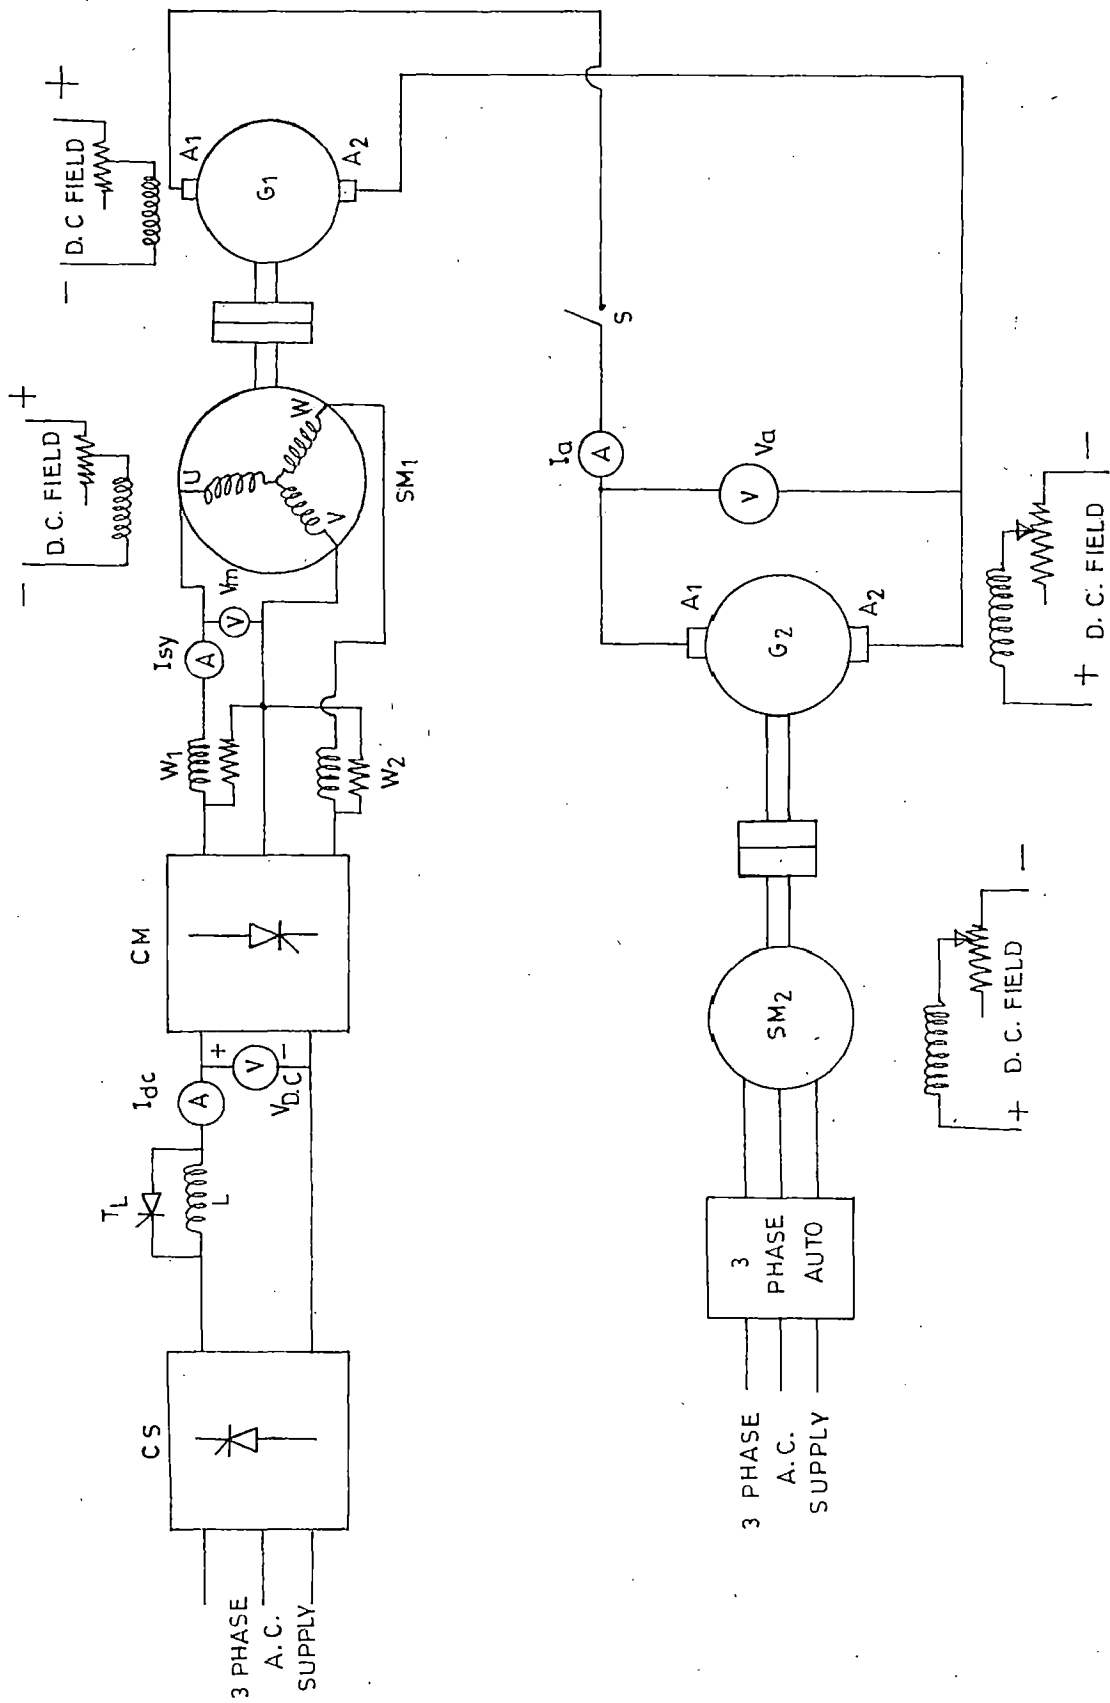 3 PHASE
A.C.
SUPPLY
CS
TL
L
Idc
A
+
V
−
VD.C
CM
W1
W2
Isy
A
V
Vm
U
V
W
SM1
− D.C. FIELD +
− D.C FIELD +
A1
G1
A2
S
Ia
A
V
Va
A1
G2
A2
+ D.C. FIELD −
SM2
+ D.C. FIELD −
3
PHASE
AUTO
3 PHASE
A.C.
SUPPLY